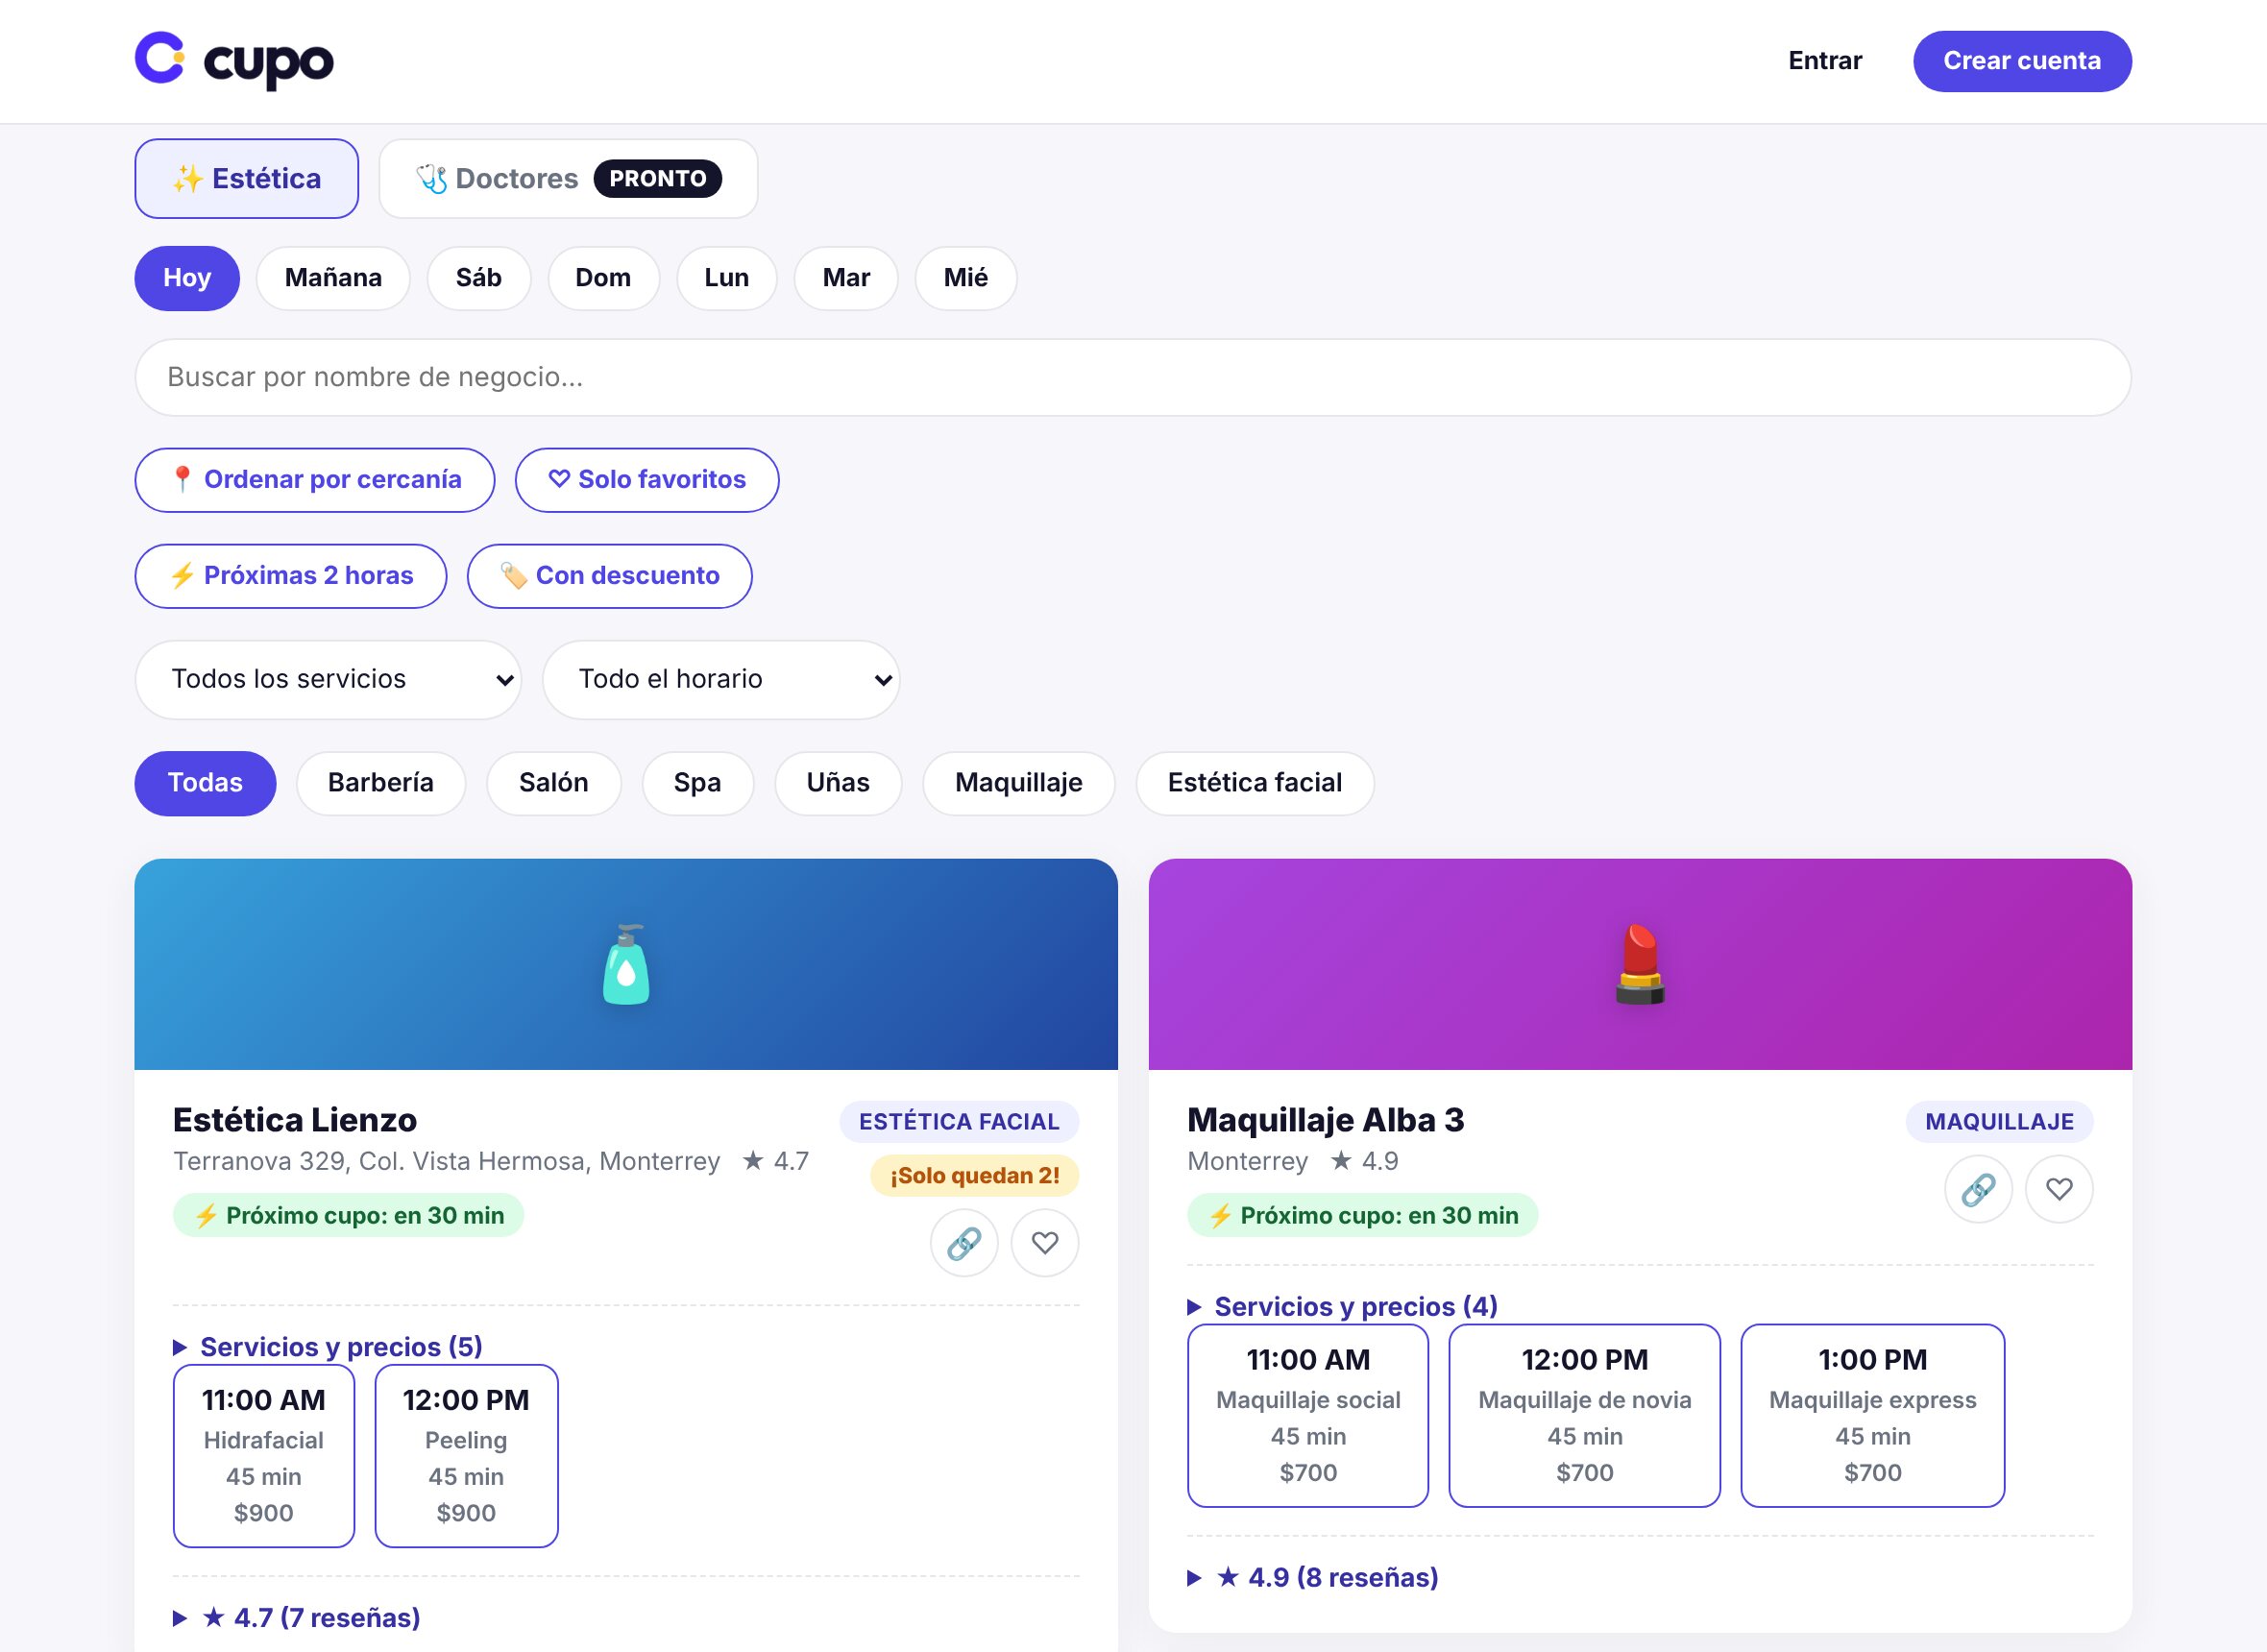 cupo
Entrar
Crear cuenta
✨ Estética
🩺 Doctores PRONTO
Hoy
Mañana
Sáb
Dom
Lun
Mar
Mié
Buscar por nombre de negocio...
📍 Ordenar por cercanía
♡ Solo favoritos
⚡ Próximas 2 horas
🏷️ Con descuento
Todos los servicios
Todo el horario
Todas
Barbería
Salón
Spa
Uñas
Maquillaje
Estética facial
Estética Lienzo
ESTÉTICA FACIAL
Terranova 329, Col. Vista Hermosa, Monterrey ★ 4.7
¡Solo quedan 2!
⚡ Próximo cupo: en 30 min
▶ Servicios y precios (5)
11:00 AM
Hidrafacial
45 min
$900
12:00 PM
Peeling
45 min
$900
▶ ★ 4.7 (7 reseñas)
Maquillaje Alba 3
MAQUILLAJE
Monterrey ★ 4.9
⚡ Próximo cupo: en 30 min
▶ Servicios y precios (4)
11:00 AM
Maquillaje social
45 min
$700
12:00 PM
Maquillaje de novia
45 min
$700
1:00 PM
Maquillaje express
45 min
$700
▶ ★ 4.9 (8 reseñas)